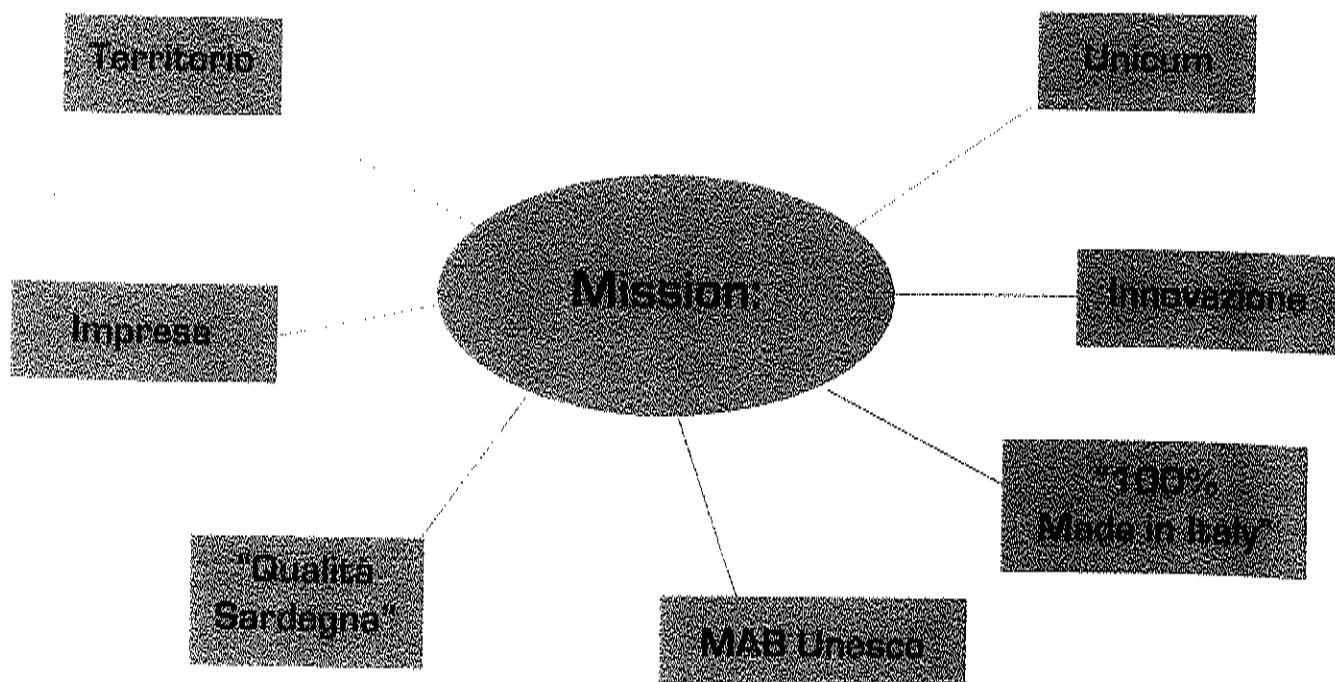 Territorio
Unicum
Mission:
Innovazione
Impresa
"100%
Made in Italy"
"Qualità
Sardegna"
MAB Unesco